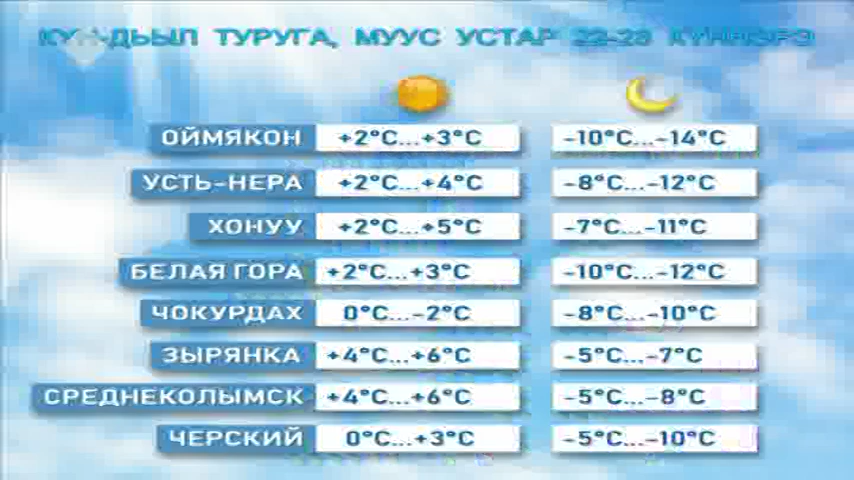 КҮН-ДЬЫЛ ТУРУГА, МУУС УСТАР 22-23 КҮННЭРЭ
ОЙМЯКОН +2°C...+3°C -10°C...-14°C
УСТЬ-НЕРА +2°C...+4°C -8°C...-12°C
ХОНУУ +2°C...+5°C -7°C...-11°C
БЕЛАЯ ГОРА +2°C...+3°C -10°C...-12°C
ЧОКУРДАХ 0°C...-2°C -8°C...-10°C
ЗЫРЯНКА +4°C...+6°C -5°C...-7°C
СРЕДНЕКОЛЫМСК +4°C...+6°C -5°C...-8°C
ЧЕРСКИЙ 0°C...+3°C -5°C...-10°C